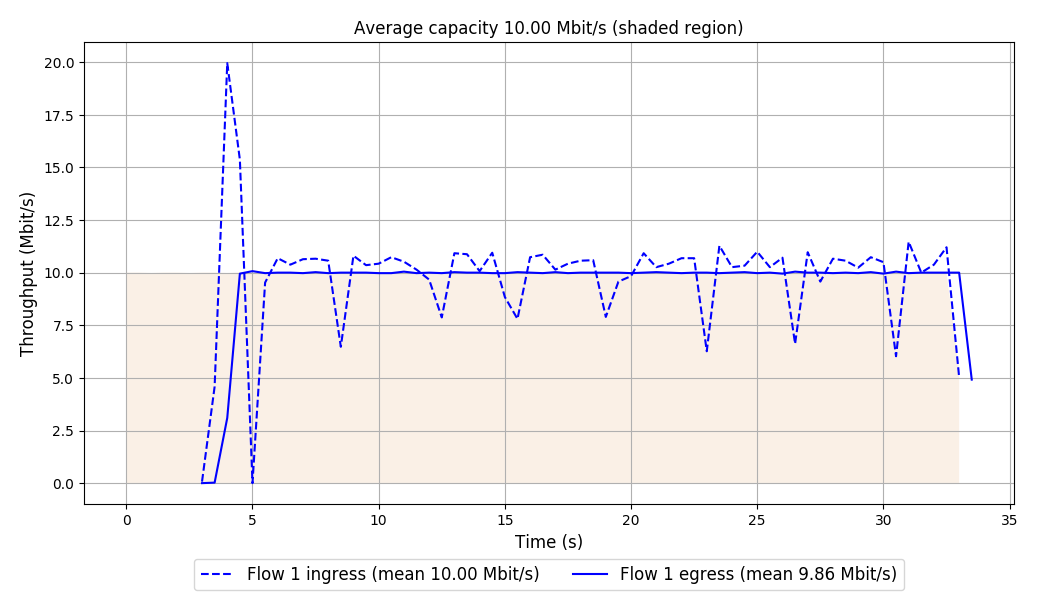 Average capacity 10.00 Mbit/s (shaded region)
Throughput (Mbit/s)
20.0
17.5
15.0
12.5
10.0
7.5
5.0
2.5
0.0
0 5 10 15 20 25 30 35
Time (s)
Flow 1 ingress (mean 10.00 Mbit/s) Flow 1 egress (mean 9.86 Mbit/s)